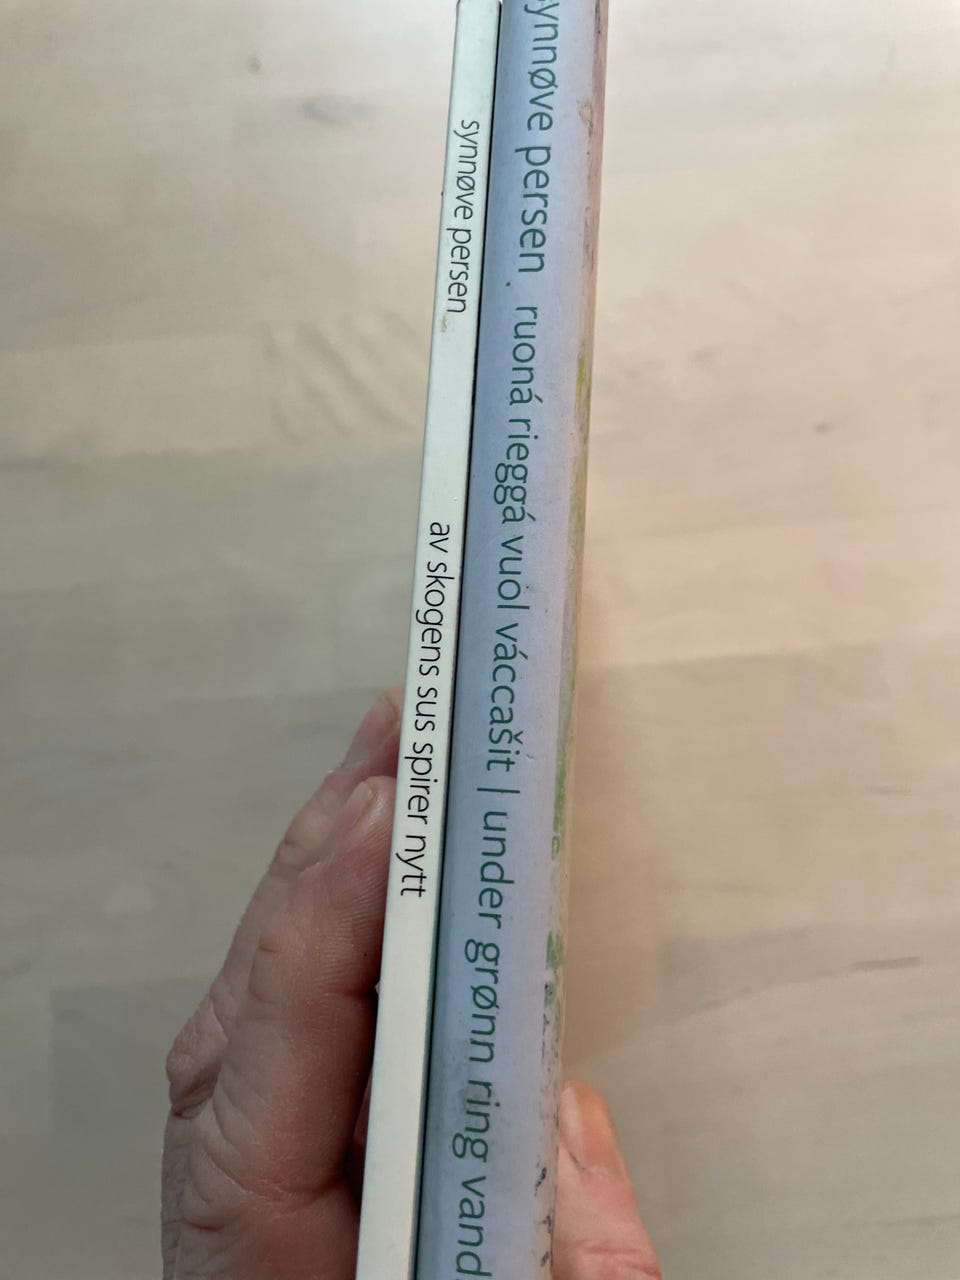 synnøve persen av skogens sus spirer nytt
ynnøve persen ruoná rieggá vuol váccašit | under grønn ring vand